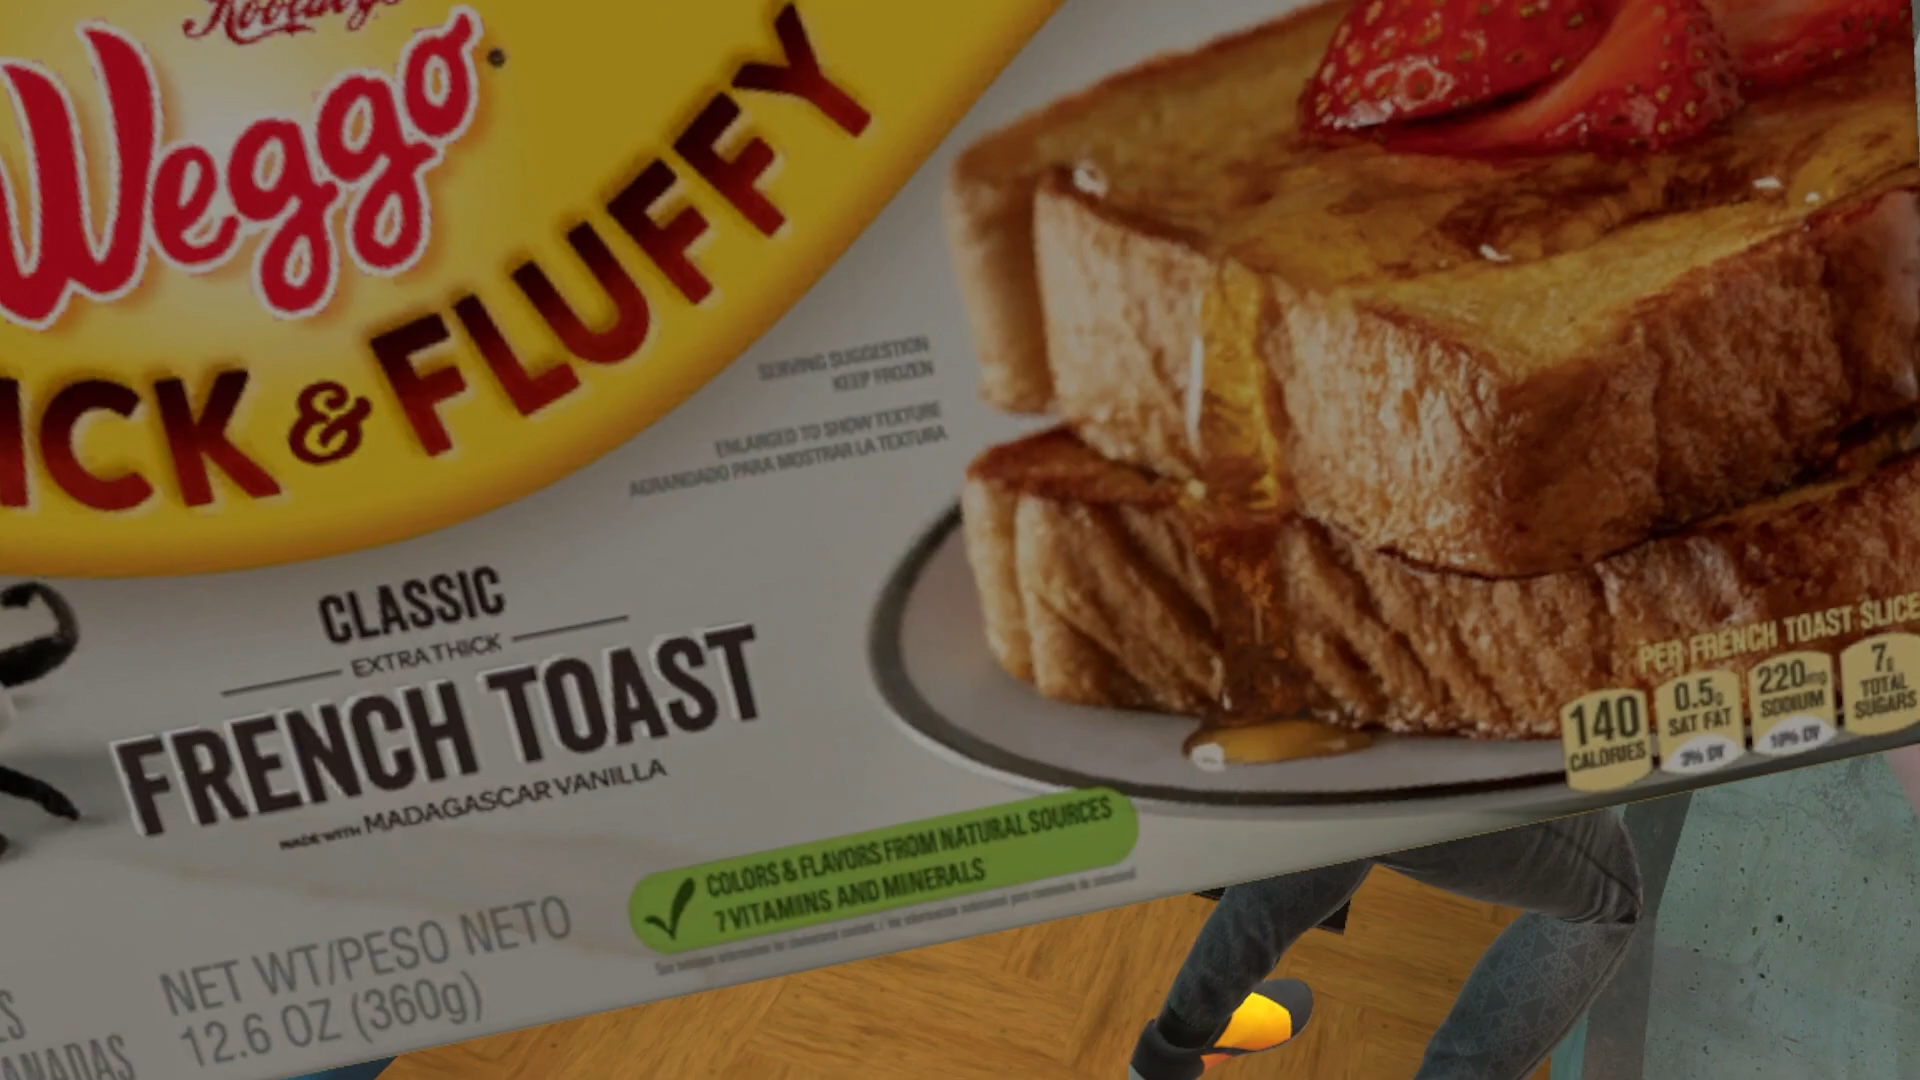 Weggo
ICK & FLUFFY
SERVING SUGGESTION
KEEP FROZEN
ENLARGED TO SHOW TEXTURE
AGRANDADO PARA MOSTRAR LA TEXTURA
CLASSIC
EXTRA THICK
FRENCH TOAST
MADE WITH MADAGASCAR VANILLA
COLORS & FLAVORS FROM NATURAL SOURCES
7 VITAMINS AND MINERALS
NET WT/PESO NETO
12.6 OZ (360g)
ES
ANADAS
PER FRENCH TOAST SLICE
140 CALORIES
0.5g SAT FAT 3% DV
220mg SODIUM 10% DV
7g TOTAL SUGARS